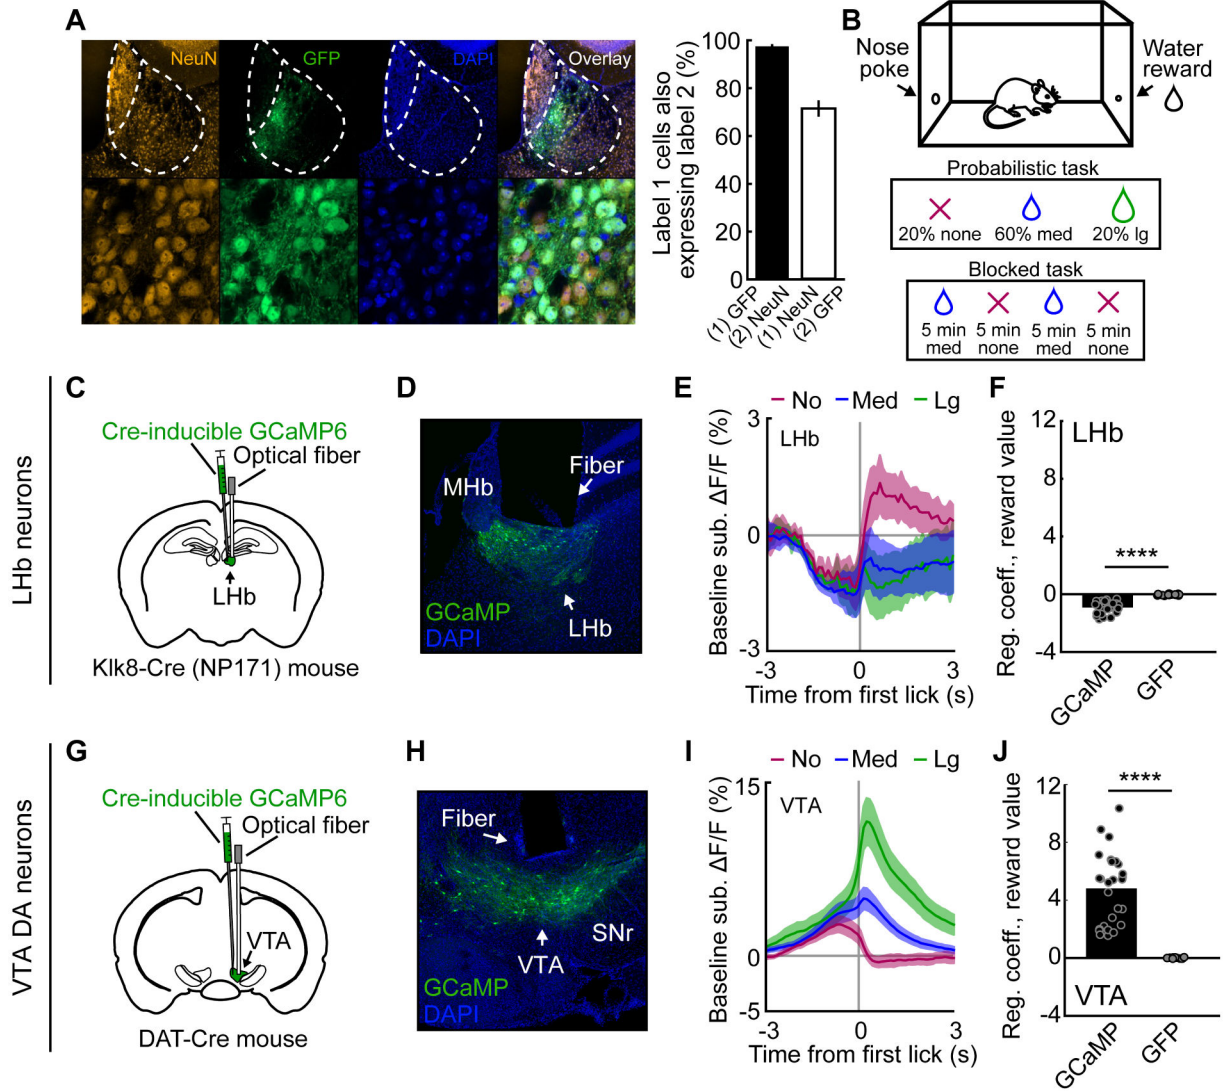 A
NeuN
GFP
DAPI
Overlay
Label 1 cells also
expressing label 2 (%)
100
80
60
40
20
0
(1) GFP
(2) NeuN
(1) NeuN
(2) GFP
B
Nose
poke
Water
reward
Probabilistic task
20% none
60% med
20% lg
Blocked task
5 min
med
5 min
none
5 min
med
5 min
none
LHb neurons
C
Cre-inducible GCaMP6
Optical fiber
LHb
Klk8-Cre (NP171) mouse
D
MHb
Fiber
GCaMP
DAPI
LHb
E
No
Med
Lg
LHb
Baseline sub. ΔF/F (%)
3
0
-3
-3
0
3
Time from first lick (s)
F
LHb
Reg. coeff., reward value
12
8
4
0
-4
****
GCaMP
GFP
VTA DA neurons
G
Cre-inducible GCaMP6
Optical fiber
VTA
DAT-Cre mouse
H
Fiber
SNr
VTA
GCaMP
DAPI
I
No
Med
Lg
VTA
Baseline sub. ΔF/F (%)
15
0
-5
-3
0
3
Time from first lick (s)
J
Reg. coeff., reward value
12
8
4
0
-4
****
VTA
GCaMP
GFP